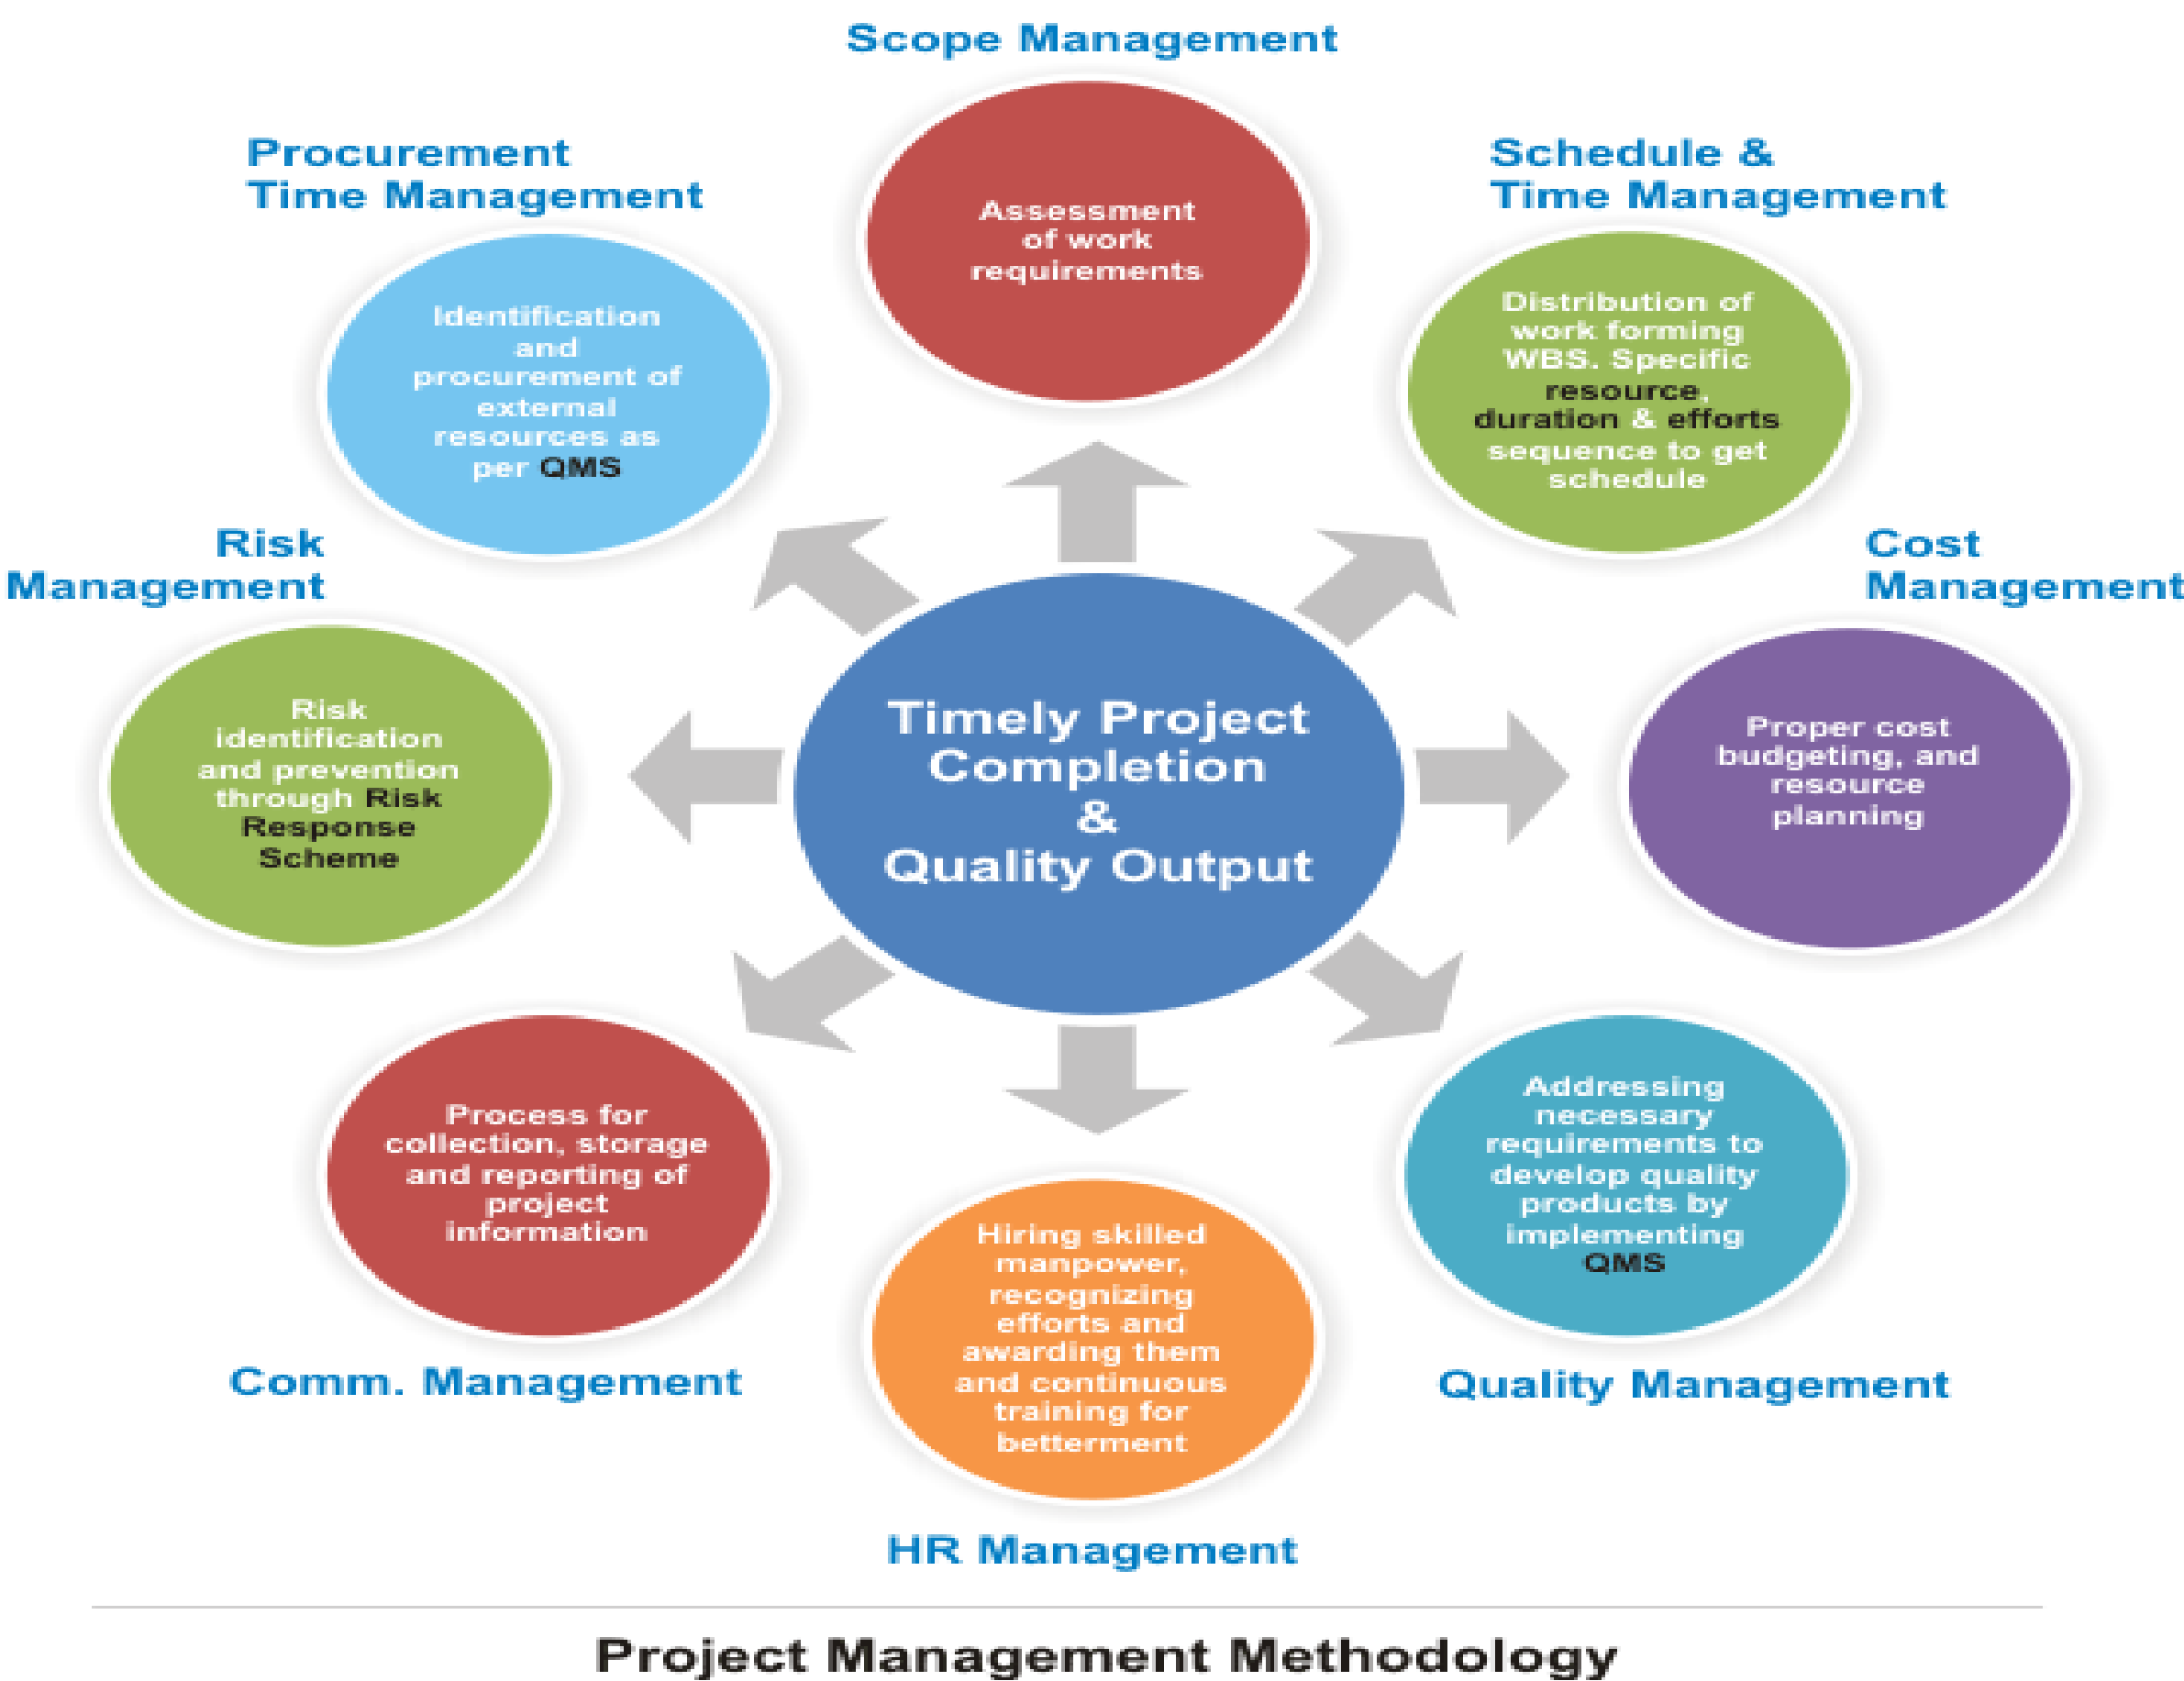 Scope Management
Assessment
of work
requirements
Schedule &
Time Management
Distribution of
work forming
WBS. Specific
resource,
duration & efforts
sequence to get
schedule
Cost
Management
Proper cost
budgeting, and
resource
planning
Addressing
necessary
requirements to
develop quality
products by
implementing
QMS
Quality Management
Hiring skilled
manpower,
recognizing
efforts and
awarding them
and continuous
training for
betterment
HR Management
Process for
collection, storage
and reporting of
project
information
Comm. Management
Risk
Management
Risk
identification
and prevention
through Risk
Response
Scheme
Procurement
Time Management
Identification
and
procurement of
external
resources as
per QMS
Timely Project
Completion
&
Quality Output
Project Management Methodology